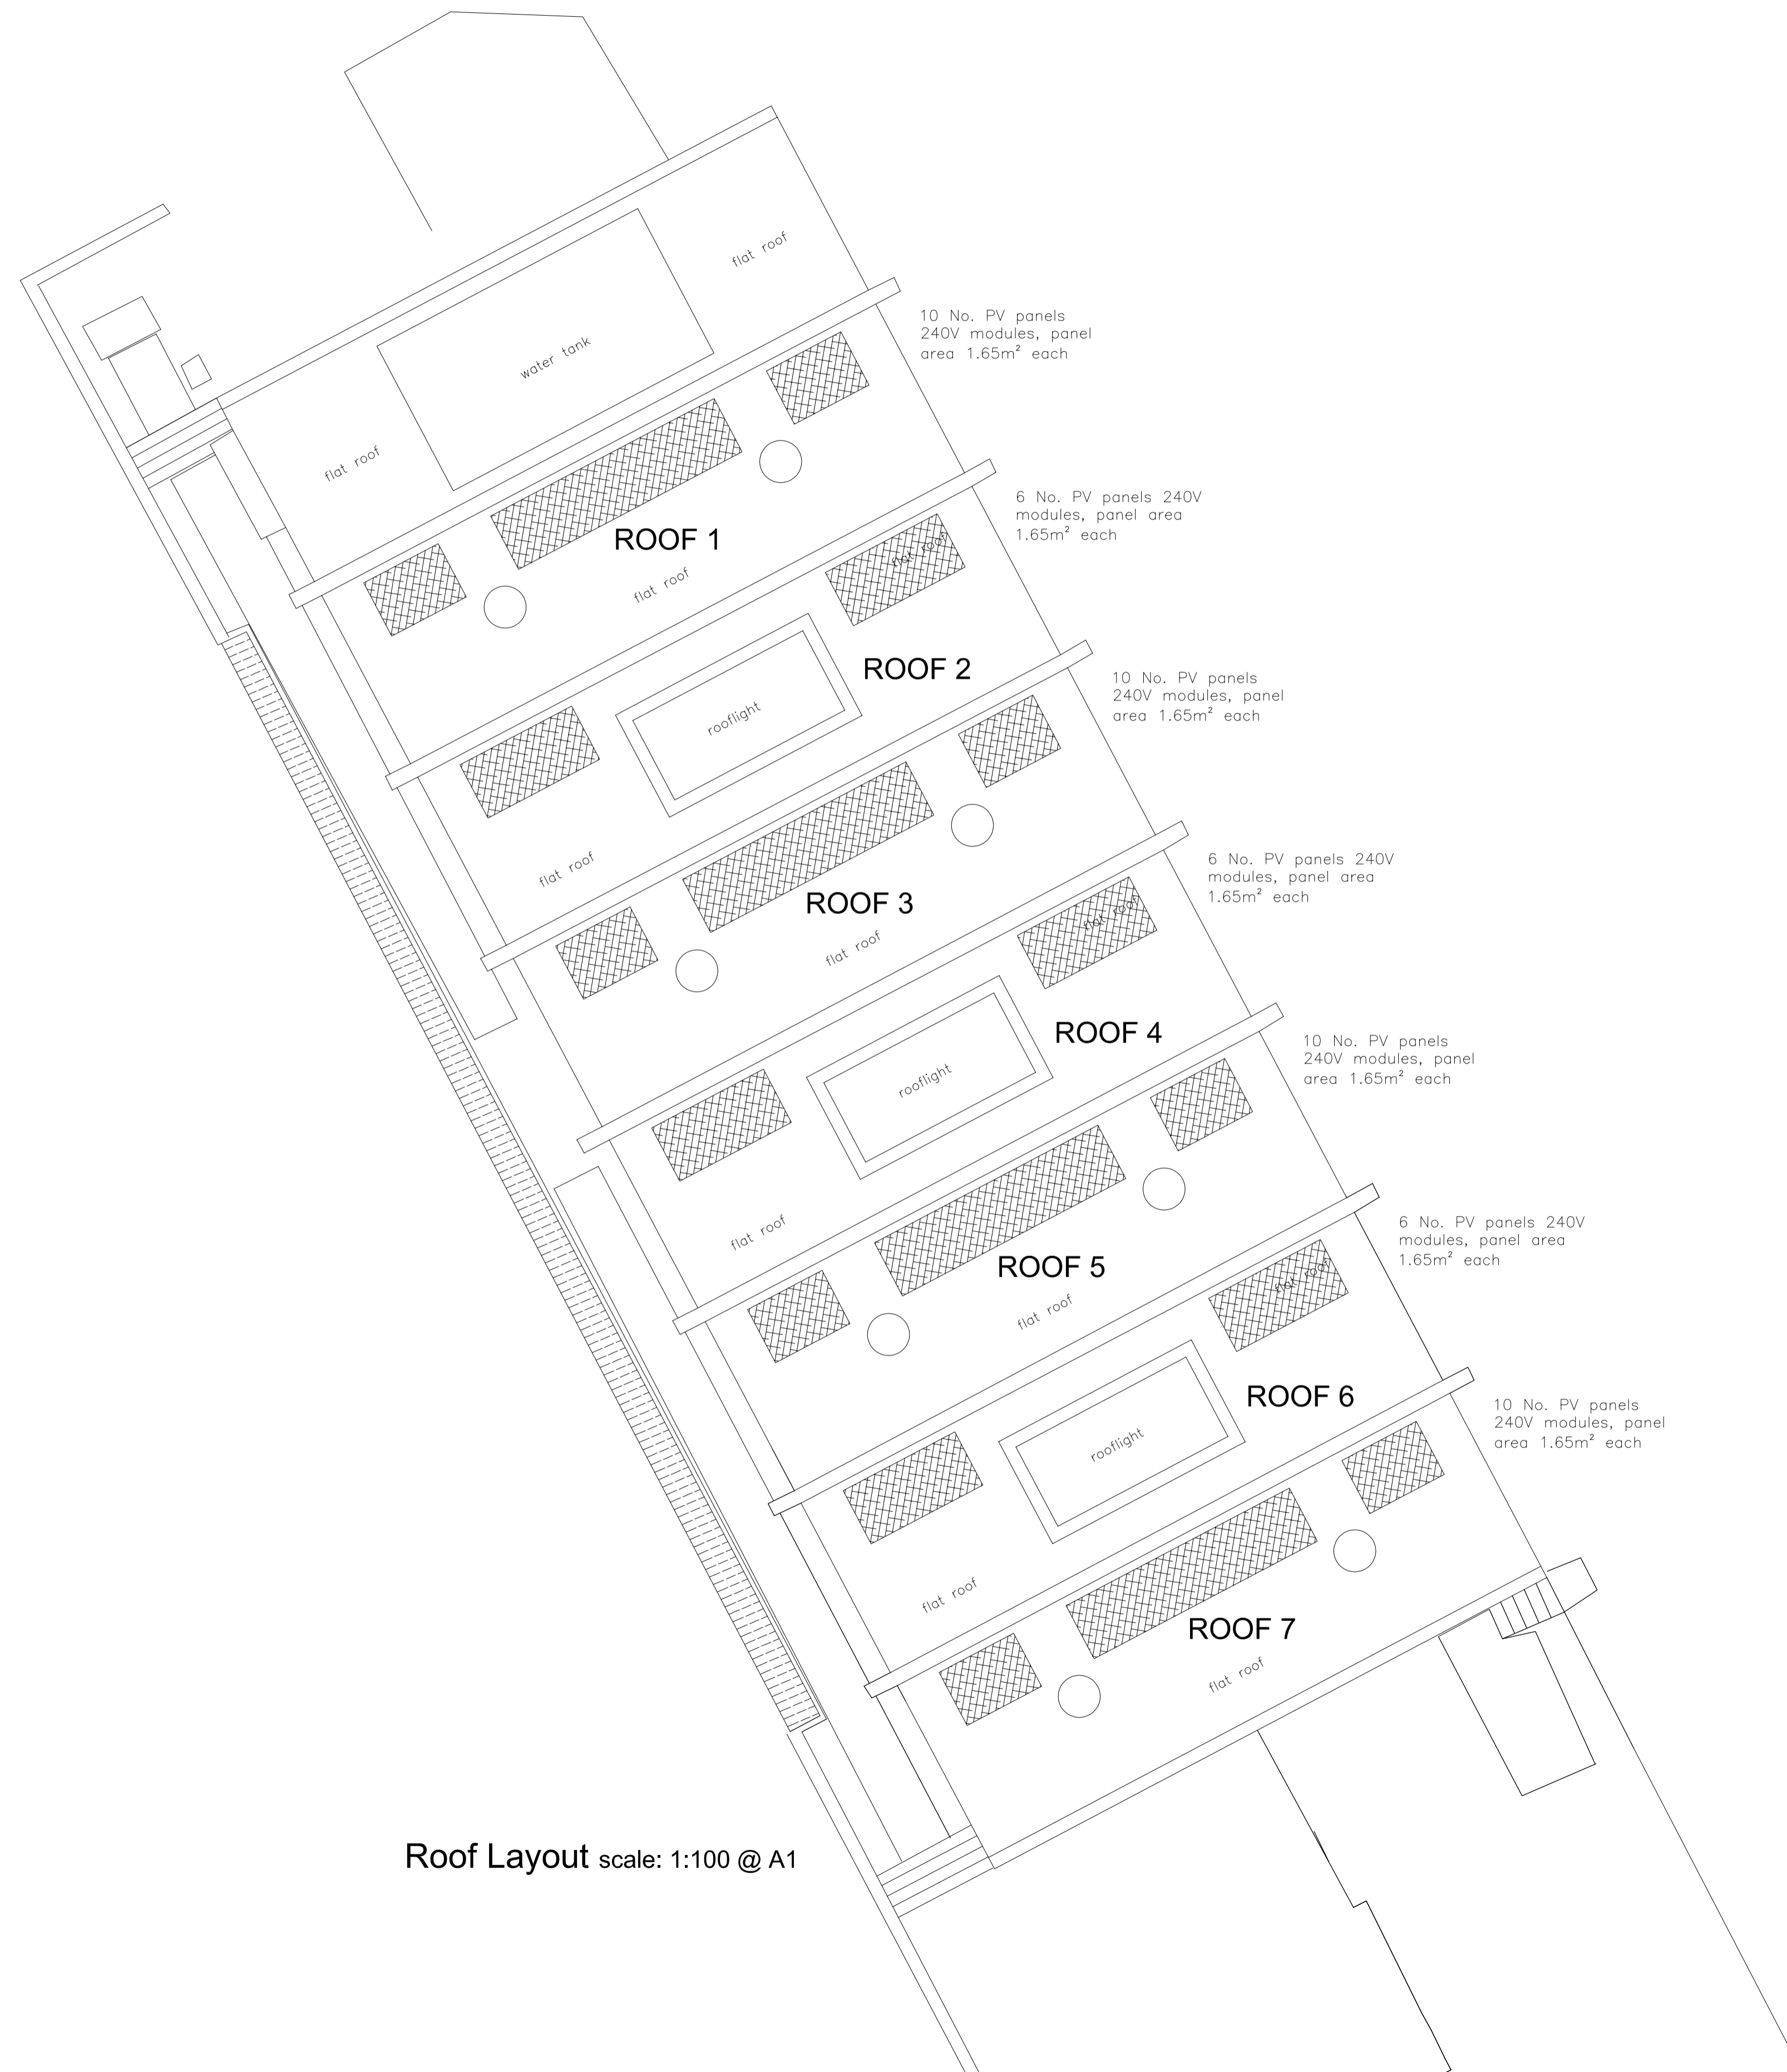 flat roof
water tank
flat roof
10 No. PV panels
240V modules, panel
area 1.65m² each
ROOF 1
flat roof
6 No. PV panels 240V
modules, panel area
1.65m² each
flat roof
ROOF 2
rooflight
flat roof
10 No. PV panels
240V modules, panel
area 1.65m² each
ROOF 3
flat roof
6 No. PV panels 240V
modules, panel area
1.65m² each
flat roof
ROOF 4
rooflight
flat roof
10 No. PV panels
240V modules, panel
area 1.65m² each
ROOF 5
flat roof
6 No. PV panels 240V
modules, panel area
1.65m² each
flat roof
ROOF 6
rooflight
flat roof
10 No. PV panels
240V modules, panel
area 1.65m² each
ROOF 7
flat roof
Roof Layout scale: 1:100 @ A1